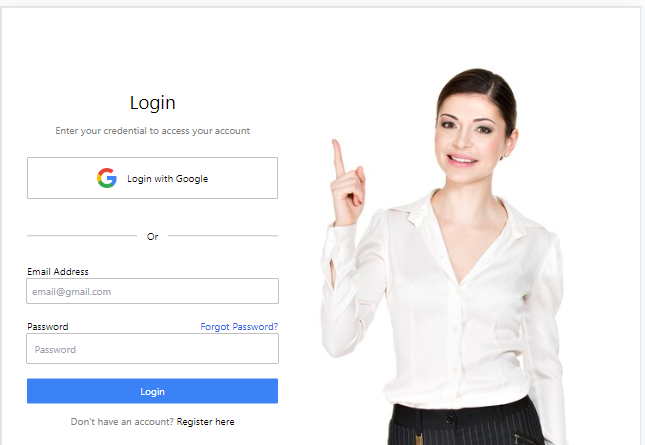 Login
Enter your credential to access your account
Login with Google
Or
Email Address
email@gmail.com
Password
Forgot Password?
Password
Login
Don't have an account? Register here